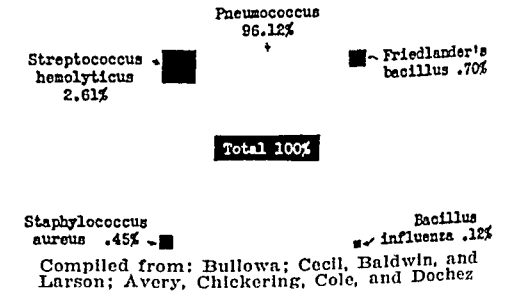 Pneumococcus
96.12%
Streptococcus
hemolyticus
2.61%
Friedlander's
bacillus .70%
Total 100%
Staphylococcus
aureus .45%
Bacillus
influenza .12%
Compiled from: Bullowa; Cecil, Baldwin, and
Larson; Avery, Chickering, Cole, and Dochez